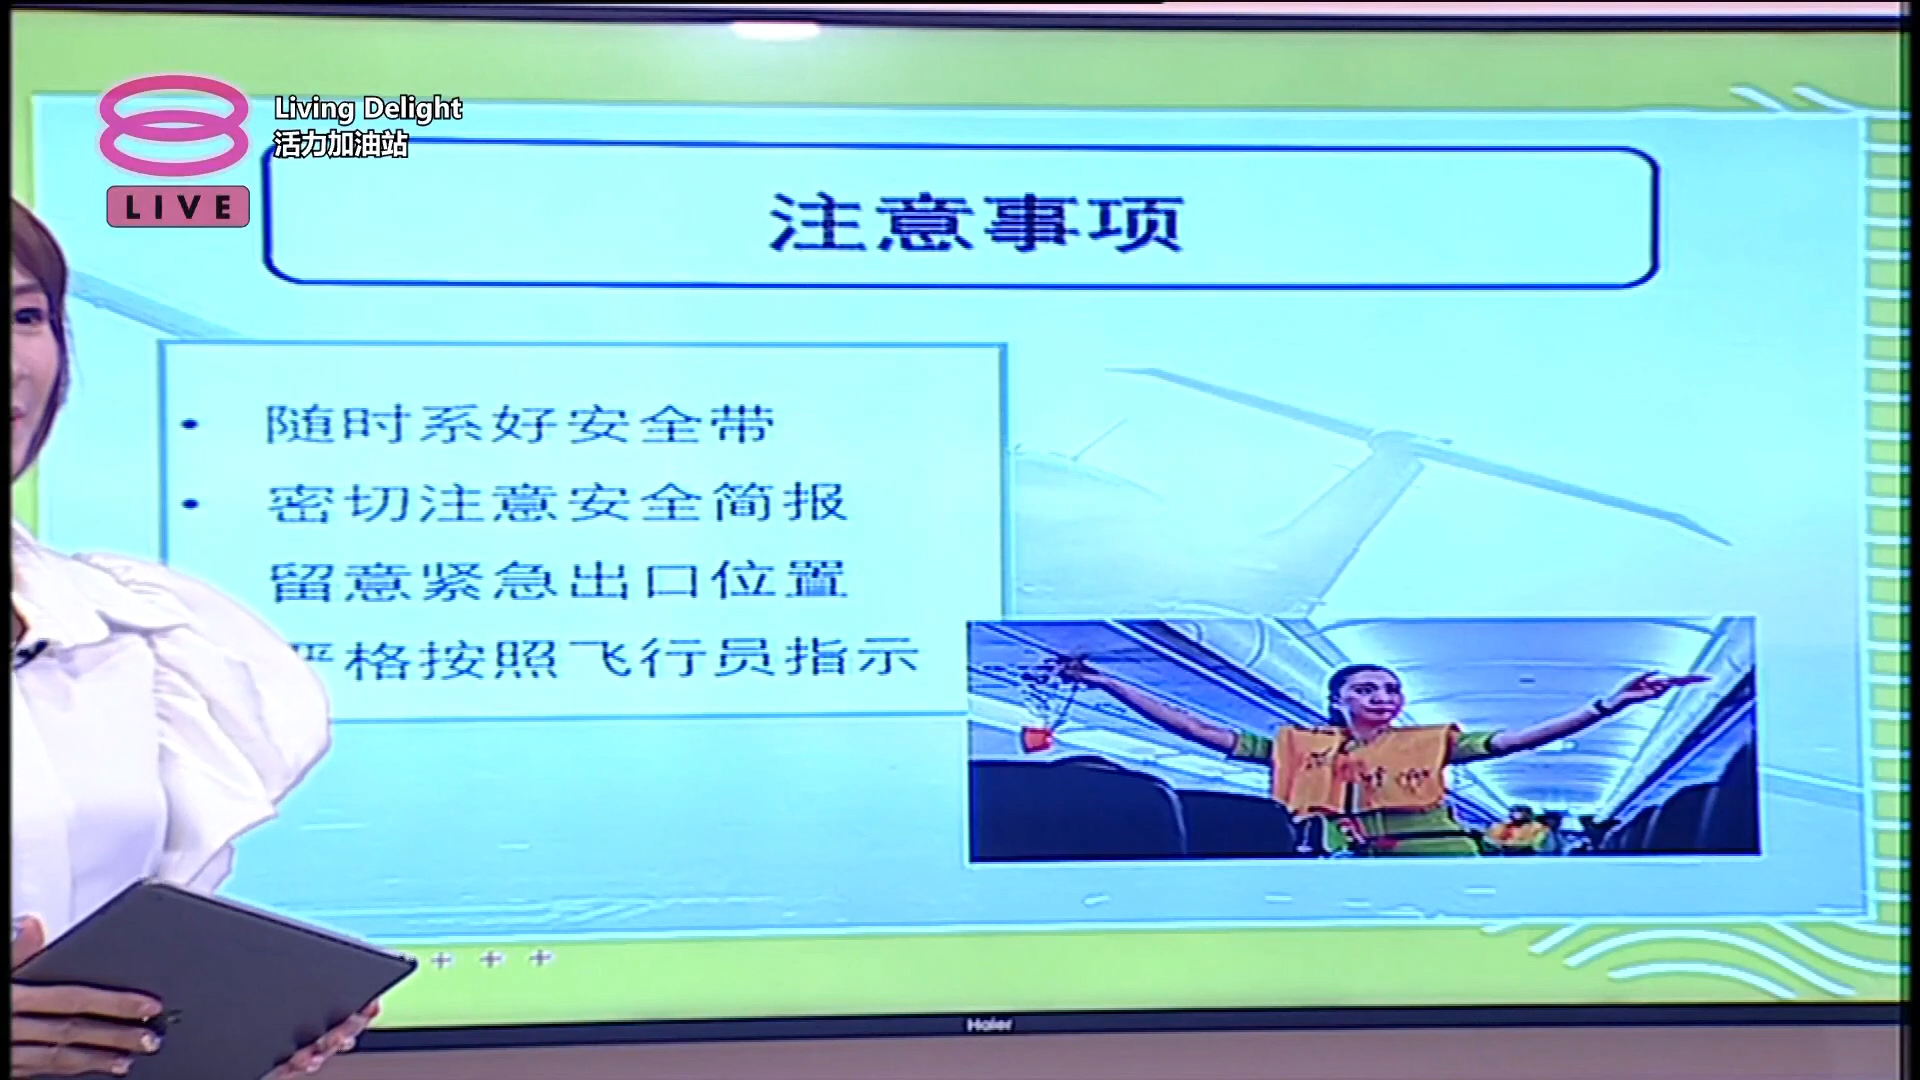 Living Delight
活力加油站
LIVE
注意事项
• 随时系好安全带
• 密切注意安全简报
留意紧急出口位置
严格按照飞行员指示
Haier